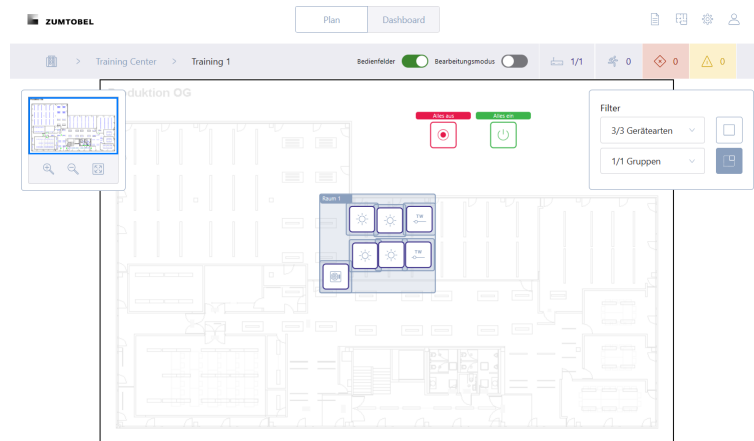 ZUMTOBEL
Plan
Dashboard
> Training Center > Training 1
Bedienfelder
Bearbeitungsmodus
1/1
0
0
0
Produktion OG
Alles aus
Alles ein
Filter
3/3 Gerätearten
1/1 Gruppen
Raum 1
TW
TW